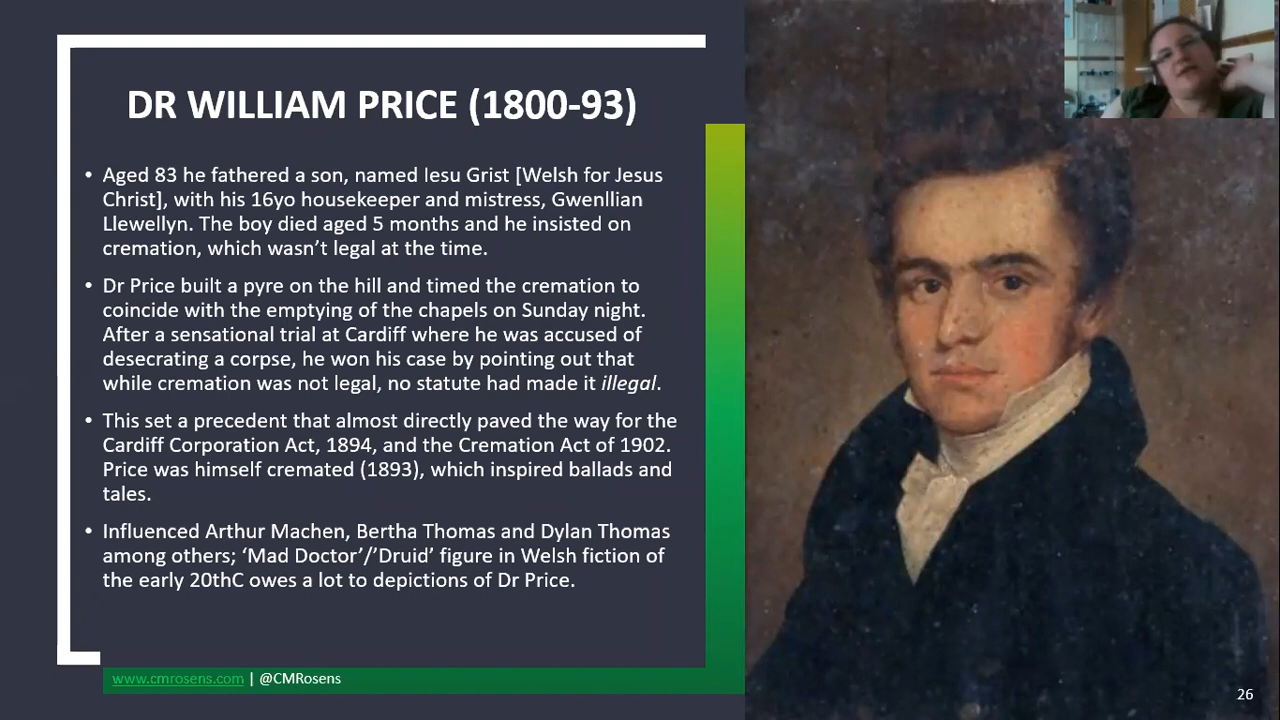 DR WILLIAM PRICE (1800-93)
• Aged 83 he fathered a son, named Iesu Grist [Welsh for Jesus
Christ], with his 16yo housekeeper and mistress, Gwenllian
Llewellyn. The boy died aged 5 months and he insisted on
cremation, which wasn’t legal at the time.
• Dr Price built a pyre on the hill and timed the cremation to
coincide with the emptying of the chapels on Sunday night.
After a sensational trial at Cardiff where he was accused of
desecrating a corpse, he won his case by pointing out that
while cremation was not legal, no statute had made it illegal.
• This set a precedent that almost directly paved the way for the
Cardiff Corporation Act, 1894, and the Cremation Act of 1902.
Price was himself cremated (1893), which inspired ballads and
tales.
• Influenced Arthur Machen, Bertha Thomas and Dylan Thomas
among others; ‘Mad Doctor’/’Druid’ figure in Welsh fiction of
the early 20thC owes a lot to depictions of Dr Price.
www.cmrosens.com | @CMRosens
26